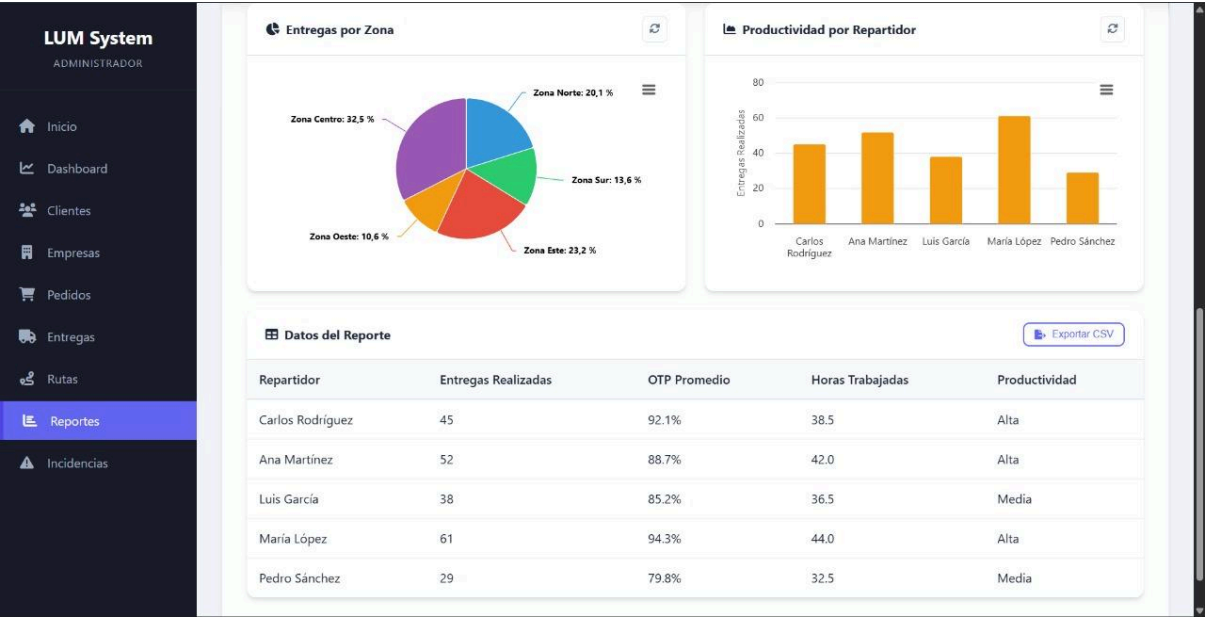 LUM System
ADMINISTRADOR
Inicio
Dashboard
Clientes
Empresas
Pedidos
Entregas
Rutas
Reportes
Incidencias
Entregas por Zona
Zona Norte: 20,1 %
Zona Centro: 32,5 %
Zona Sur: 13,6 %
Zona Oeste: 10,6 %
Zona Este: 23,2 %
Productividad por Repartidor
Entregas Realizadas
80
60
40
20
0
Carlos
Rodríguez
Ana Martínez
Luis García
María López
Pedro Sánchez
Datos del Reporte
Exportar CSV
Repartidor Entregas Realizadas OTP Promedio Horas Trabajadas Productividad
Carlos Rodríguez 45 92.1% 38.5 Alta
Ana Martínez 52 88.7% 42.0 Alta
Luis García 38 85.2% 36.5 Media
María López 61 94.3% 44.0 Alta
Pedro Sánchez 29 79.8% 32.5 Media